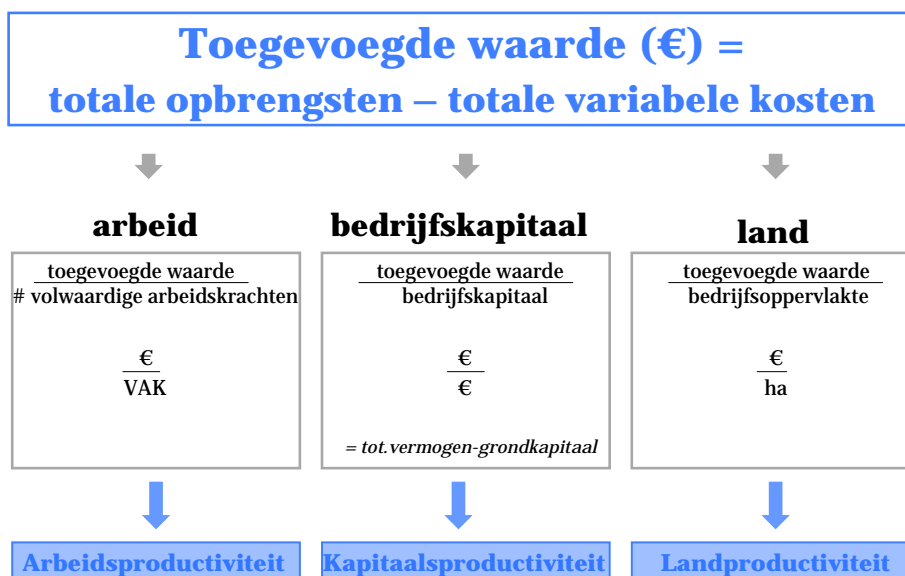 Toegevoegde waarde (€) =
totale opbrengsten – totale variabele kosten
arbeid
toegevoegde waarde
# volwaardige arbeidskrachten
€
VAK
Arbeidsproductiviteit
bedrijfskapitaal
toegevoegde waarde
bedrijfskapitaal
€
€
= tot.vermogen-grondkapitaal
Kapitaalsproductiviteit
land
toegevoegde waarde
bedrijfsoppervlakte
€
ha
Landproductiviteit